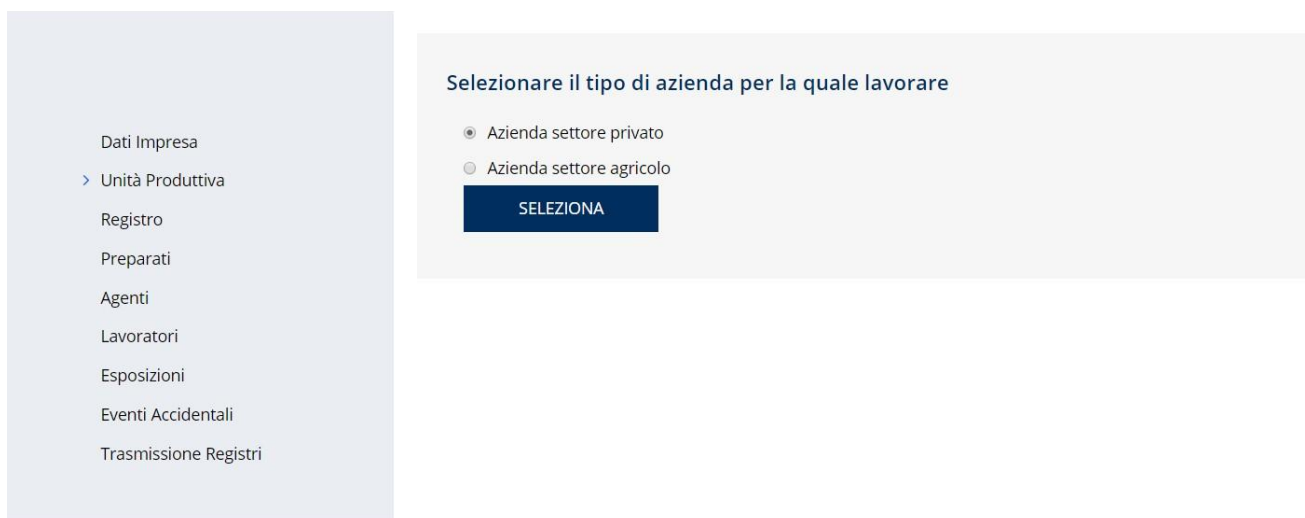 Dati Impresa
Unità Produttiva
Registro
Preparati
Agenti
Lavoratori
Esposizioni
Eventi Accidentali
Trasmissione Registri
Selezionare il tipo di azienda per la quale lavorare
Azienda settore privato
Azienda settore agricolo
SELEZIONA